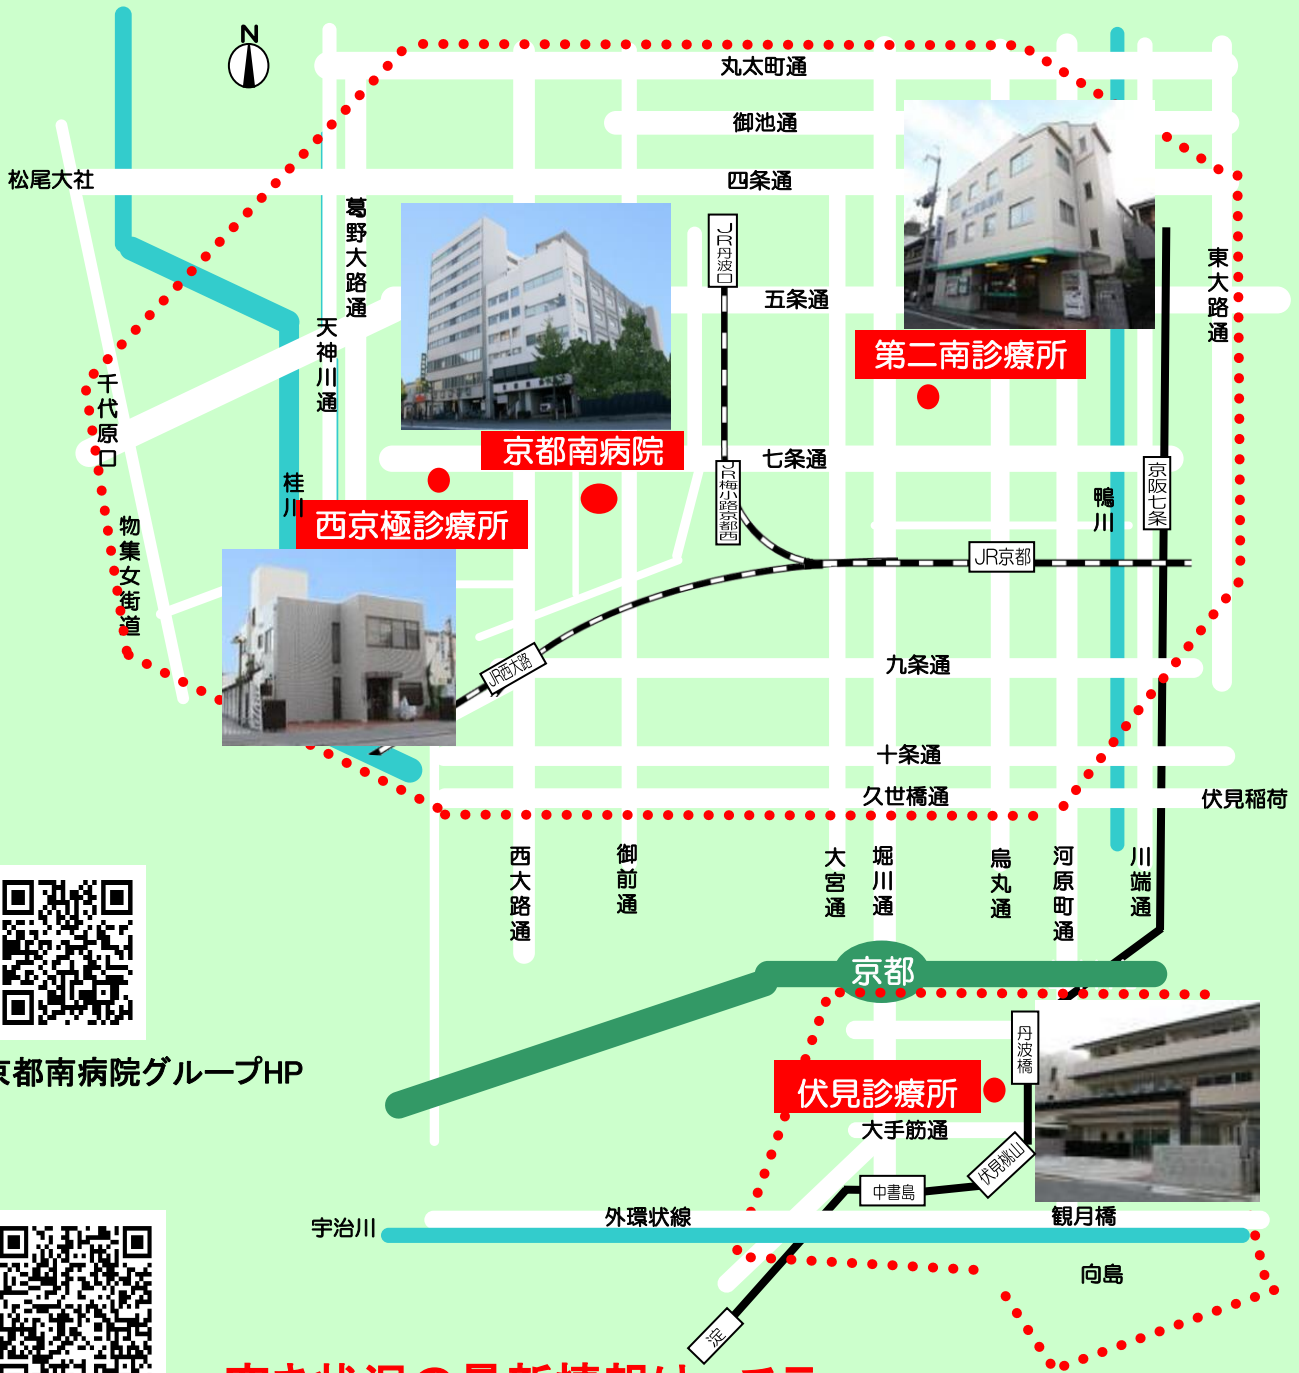 N
丸太町通
御池通
松尾大社
四条通
葛野大路通
JR丹波口
東大路通
五条通
天神川通
第二南診療所
千代原口
京都南病院
七条通
JR梅小路京都西
京阪七条
桂川
鴨川
西京極診療所
物集女街道
JR京都
JR西大路
九条通
十条通
久世橋通
伏見稲荷
西大路通
御前通
大宮通
堀川通
烏丸通
河原町通
川端通
京都
丹波橋
京都南病院グループHP
伏見診療所
大手筋通
伏見桃山
中書島
宇治川
外環状線
観月橋
向島
淀